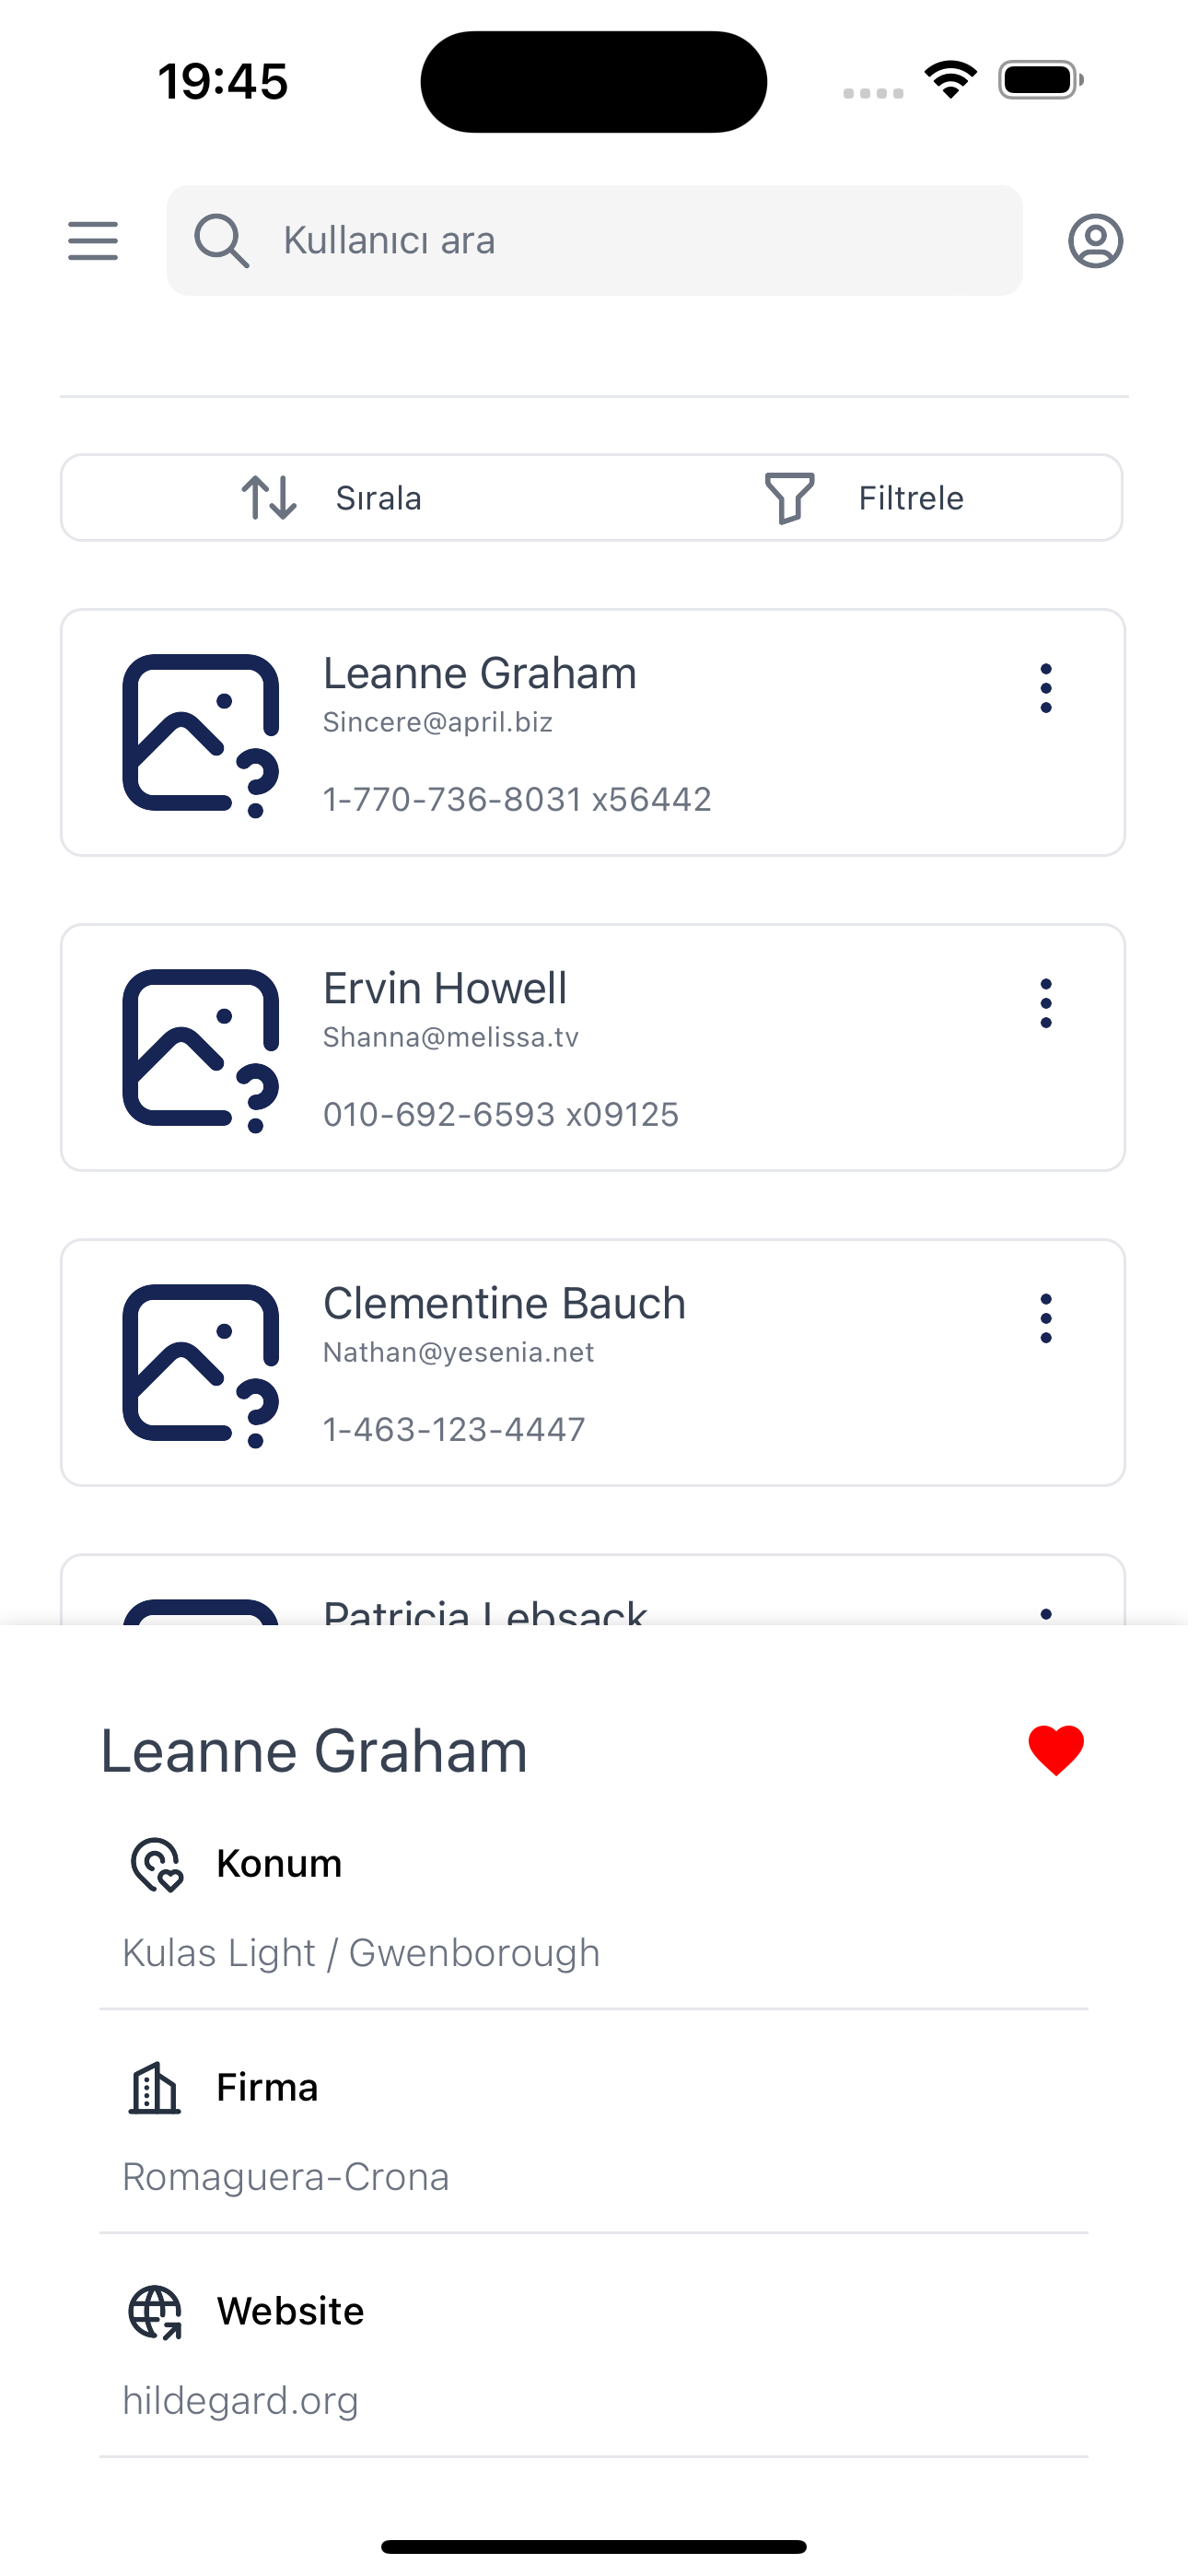 19:45
Kullanıcı ara
Sırala Filtrele
Leanne Graham
Sincere@april.biz
1-770-736-8031 x56442
Ervin Howell
Shanna@melissa.tv
010-692-6593 x09125
Clementine Bauch
Nathan@yesenia.net
1-463-123-4447
Patricia Lebsack
Leanne Graham
Konum
Kulas Light / Gwenborough
Firma
Romaguera-Crona
Website
hildegard.org